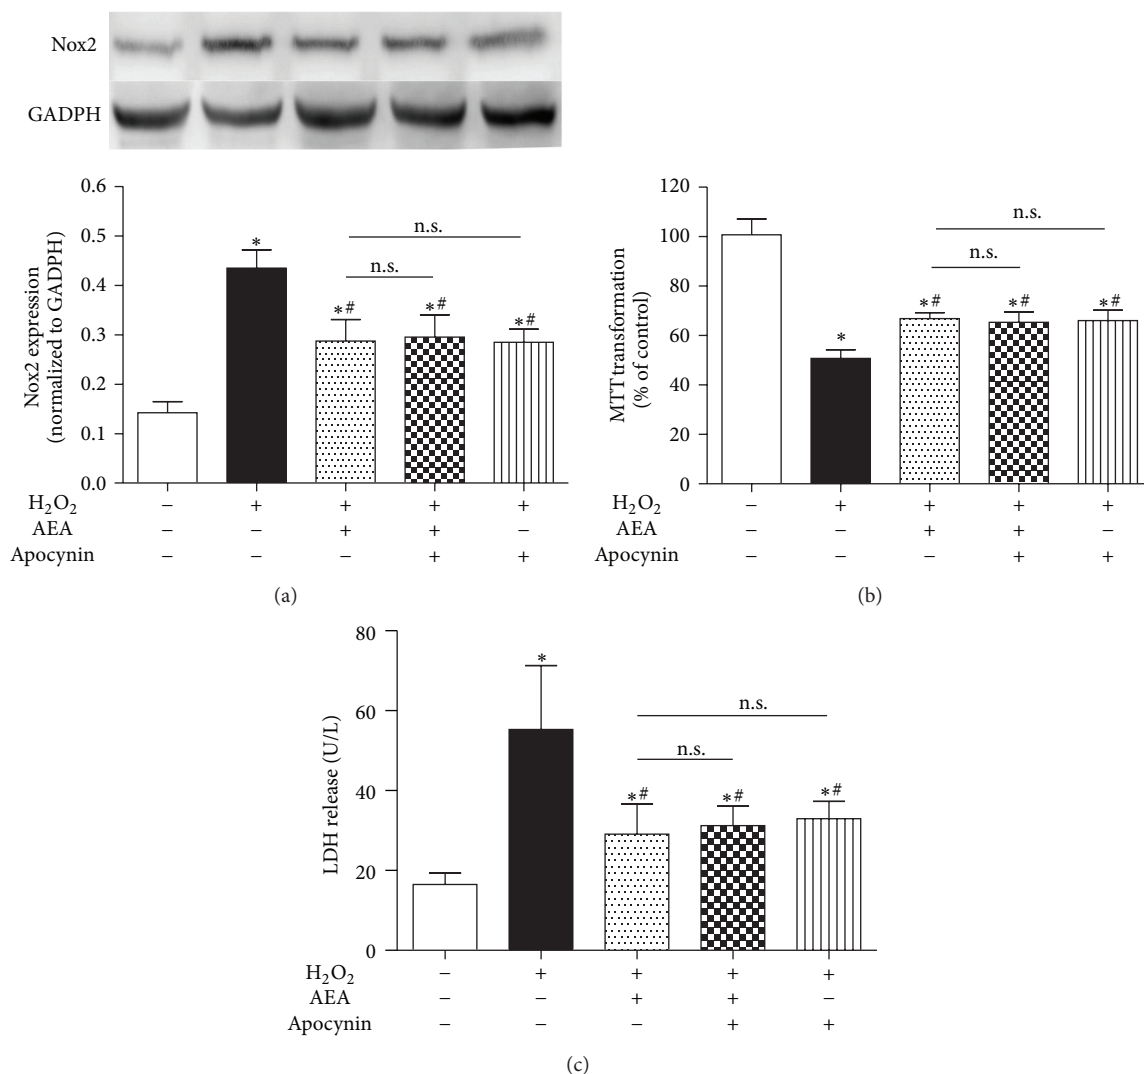 Nox2
GADPH
Nox2 expression
(normalized to GADPH)
0.6
0.5
0.4
0.3
0.2
0.1
0.0
*
*#
*#
*#
n.s.
n.s.
H₂O₂ − + + + +
AEA − − + + −
Apocynin − − − + +
(a)
MTT transformation
(% of control)
120
100
80
60
40
20
0
*
*#
*#
*#
n.s.
n.s.
H₂O₂ − + + + +
AEA − − + + −
Apocynin − − − + +
(b)
LDH release (U/L)
80
60
40
20
0
*
*#
*#
*#
n.s.
n.s.
H₂O₂ − + + + +
AEA − − + + −
Apocynin − − − + +
(c)